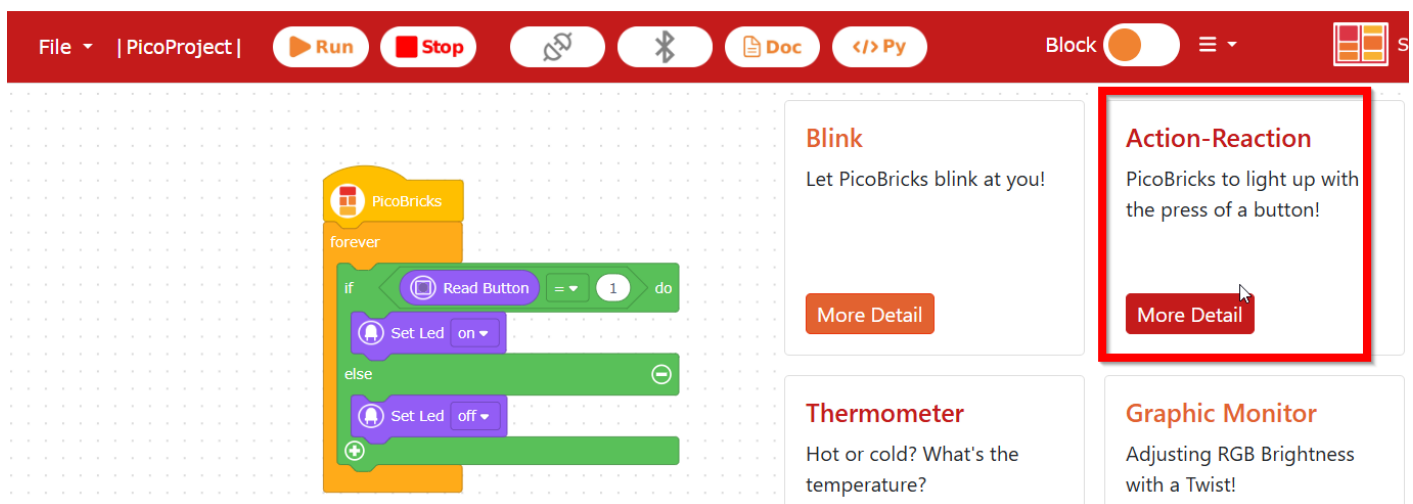 File |PicoProject| Run Stop Doc </> Py Block S
PicoBricks
forever
if Read Button = 1 do
Set Led on
else
Set Led off
Blink
Let PicoBricks blink at you!
More Detail
Action-Reaction
PicoBricks to light up with
the press of a button!
More Detail
Thermometer
Hot or cold? What's the
temperature?
Graphic Monitor
Adjusting RGB Brightness
with a Twist!